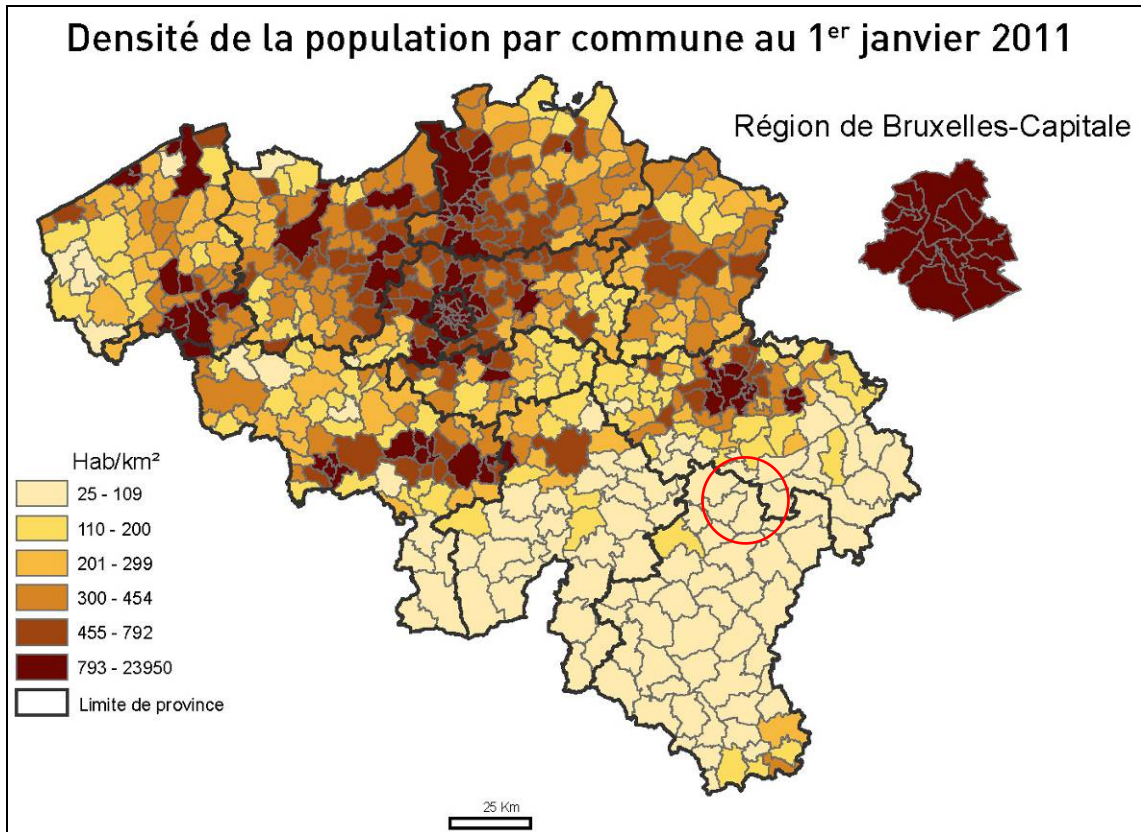 Densité de la population par commune au 1er janvier 2011
Région de Bruxelles-Capitale
Hab/km²
25 - 109
110 - 200
201 - 299
300 - 454
455 - 792
793 - 23950
Limite de province
25 Km